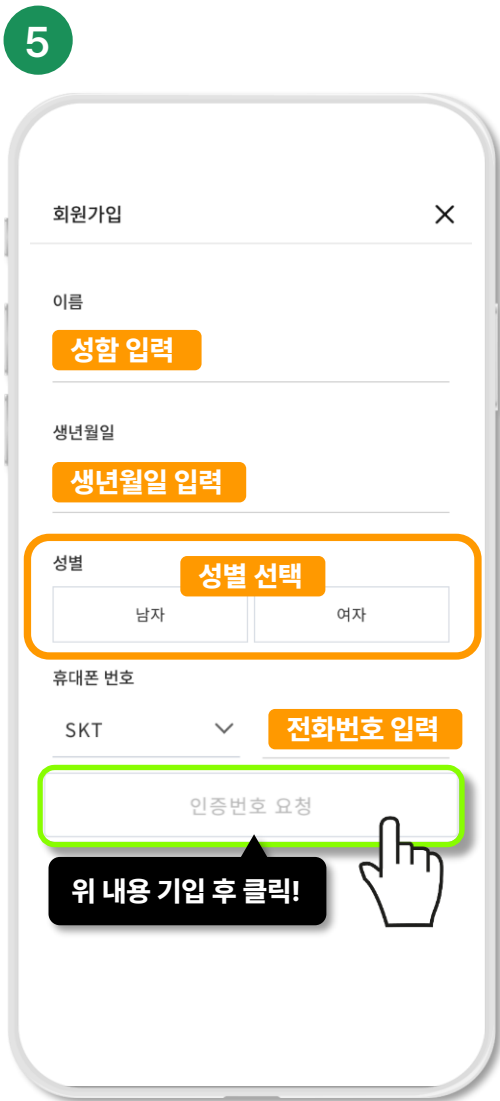 5
회원가입
이름
성함 입력
생년월일
생년월일 입력
성별
성별 선택
남자 여자
휴대폰 번호
SKT 전화번호 입력
인증번호 요청
위 내용 기입 후 클릭!